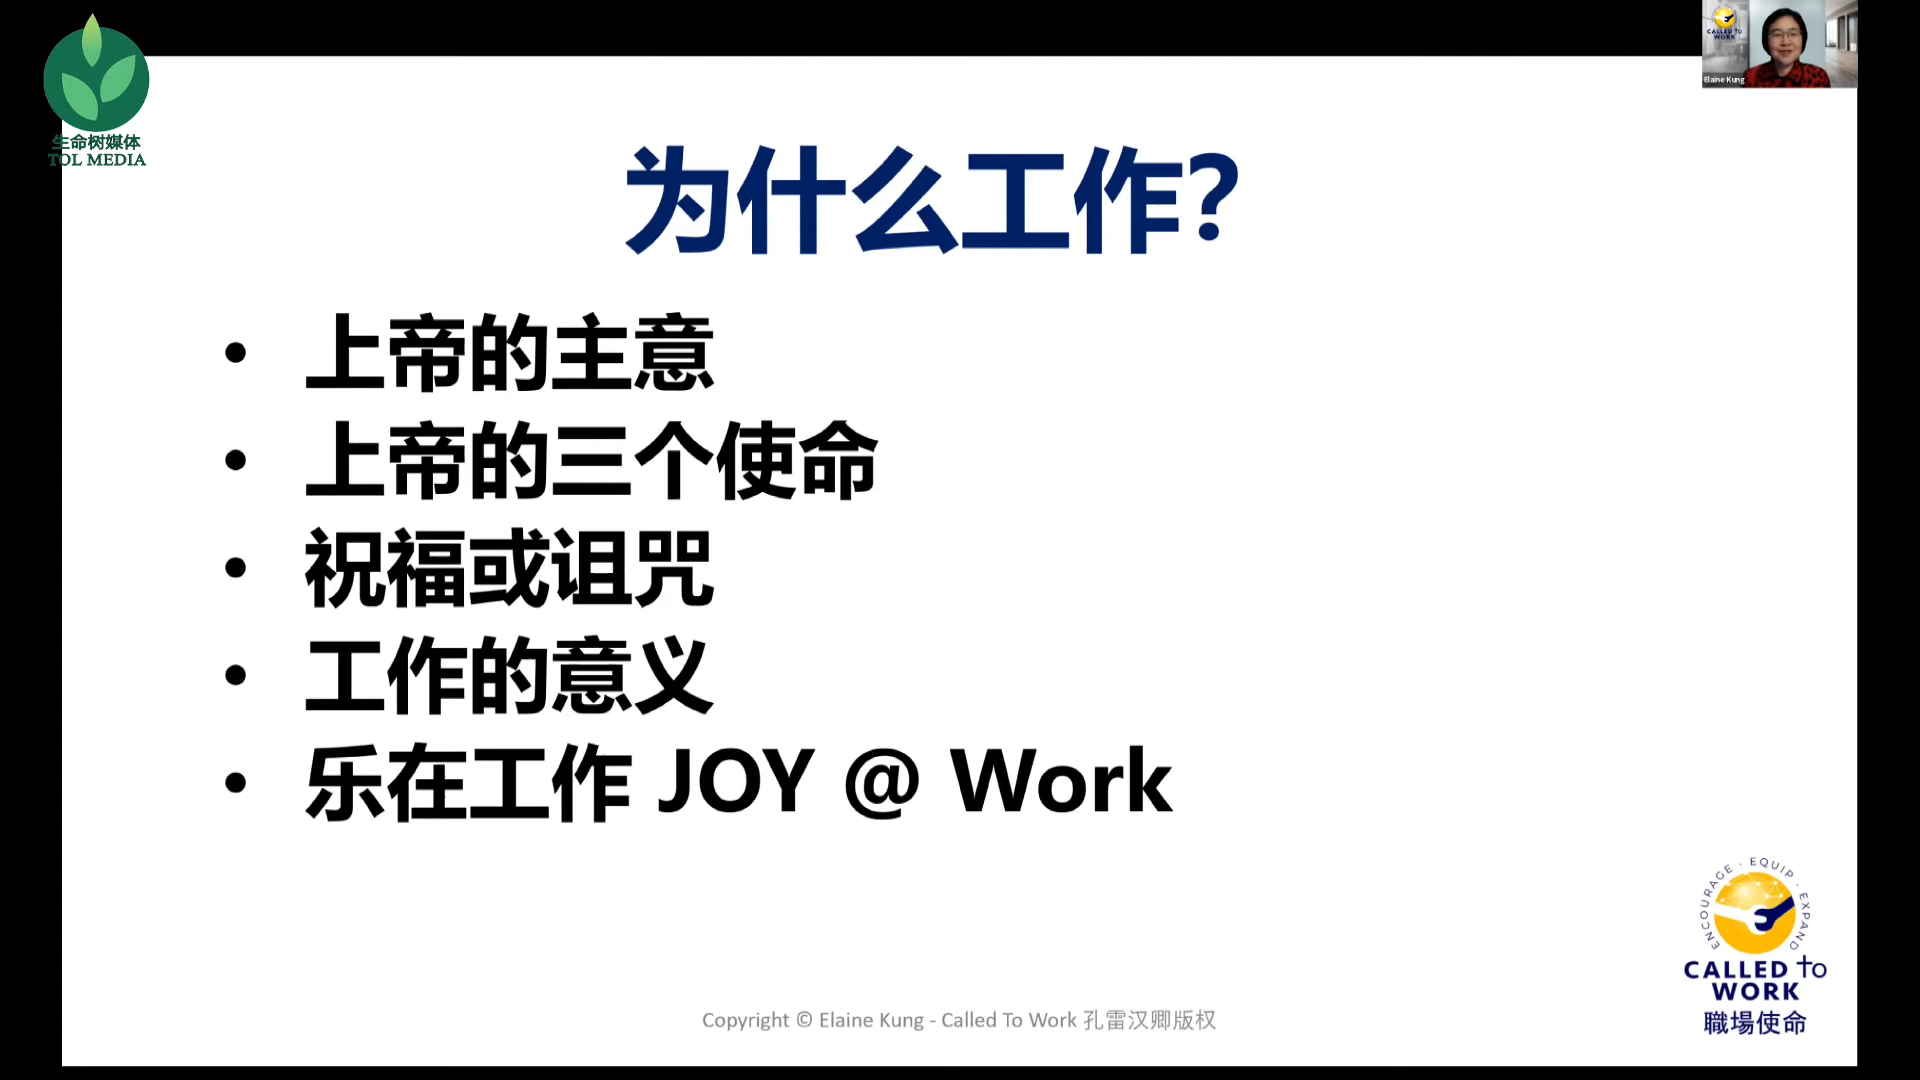 生命树媒体
TOL MEDIA
CALLED TO
WORK
Elaine Kung
为什么工作?
• 上帝的主意
• 上帝的三个使命
• 祝福或诅咒
• 工作的意义
• 乐在工作 JOY @ Work
ENCOURAGE · EQUIP · EXPAND
CALLED TO
WORK
職場使命
Copyright © Elaine Kung - Called To Work 孔雷汉卿版权